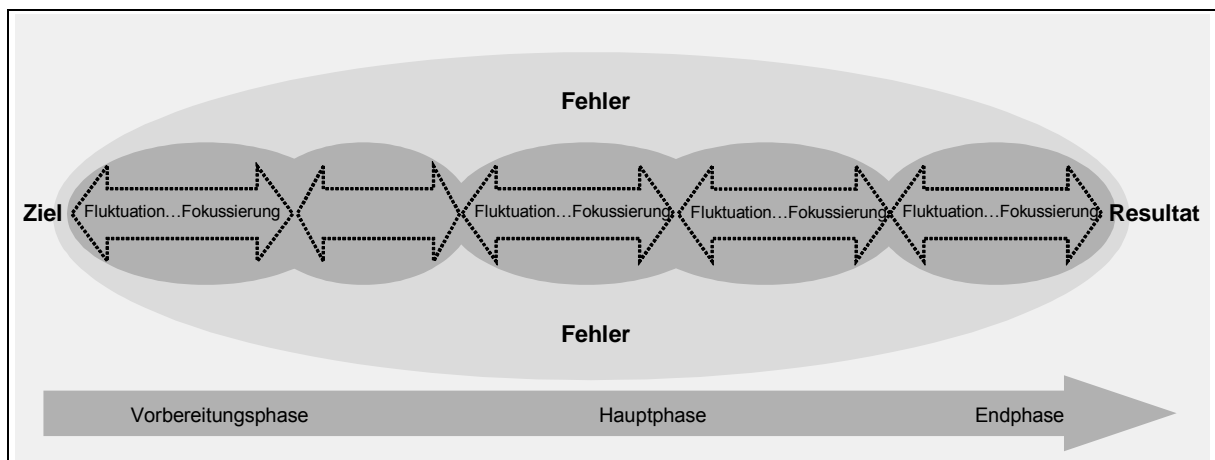 Fehler
Ziel
Fluktuation…Fokussierung
Fluktuation…Fokussierung
Fluktuation…Fokussierung
Fluktuation…Fokussierung
Resultat
Fehler
Vorbereitungsphase
Hauptphase
Endphase